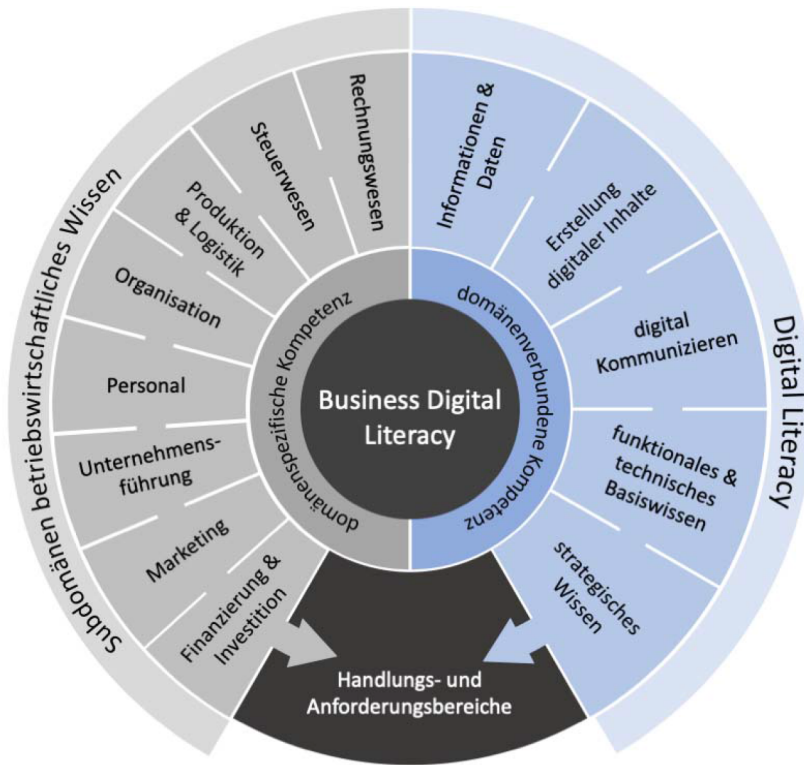 Subdomänen betriebswirtschaftliches Wissen
Rechnungswesen
Steuerwesen
Produktion
& Logistik
Organisation
Personal
Unternehmens-
führung
Marketing
Finanzierung &
Investition
domänenspezifische Kompetenz
Business Digital
Literacy
domänenverbundene Kompetenz
Informationen &
Daten
Erstellung
digitaler Inhalte
digital
Kommunizieren
funktionales &
technisches
Basiswissen
strategisches
Wissen
Digital Literacy
Handlungs- und
Anforderungsbereiche